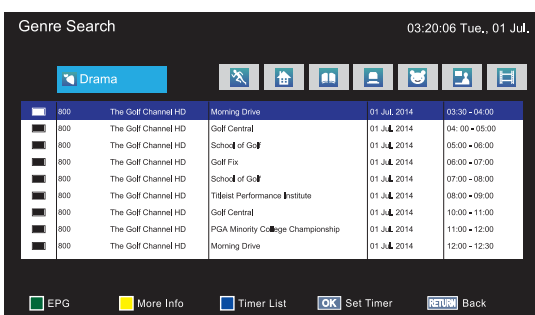 Genre Search 03:20:06 Tue., 01 Jul.
Drama
800 The Golf Channel HD Morning Drive 01 Jul. 2014 03:30 - 04:00
800 The Golf Channel HD Golf Central 01 Jul. 2014 04: 00 - 05:00
800 The Golf Channel HD School of Golf 01 Jul. 2014 05:00 - 06:00
800 The Golf Channel HD Golf Fix 01 Jul. 2014 06:00 - 07:00
800 The Golf Channel HD School of Golf 01 Jul. 2014 07:00 - 08:00
800 The Golf Channel HD Titleist Performance Institute 01 Jul. 2014 08:00 - 09:00
800 The Golf Channel HD Golf Central 01 Jul. 2014 10:00 - 11:00
800 The Golf Channel HD PGA Minority College Championship 01 Jul. 2014 11:00 - 12:00
800 The Golf Channel HD Morning Drive 01 Jul. 2014 12:00 - 12:30
EPG More Info Timer List OK Set Timer RETURN Back